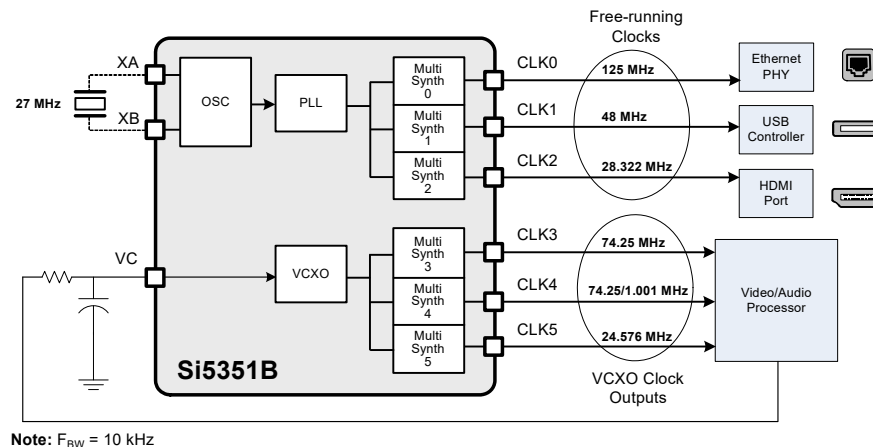 Free-running
Clocks
XA
27 MHz
XB
OSC
PLL
Multi
Synth
0
Multi
Synth
1
Multi
Synth
2
CLK0
125 MHz
Ethernet
PHY
CLK1
48 MHz
USB
Controller
CLK2
28.322 MHz
HDMI
Port
VC
VCXO
Multi
Synth
3
Multi
Synth
4
Multi
Synth
5
CLK3
74.25 MHz
CLK4
74.25/1.001 MHz
CLK5
24.576 MHz
Video/Audio
Processor
Si5351B
VCXO Clock
Outputs
Note: FBW = 10 kHz